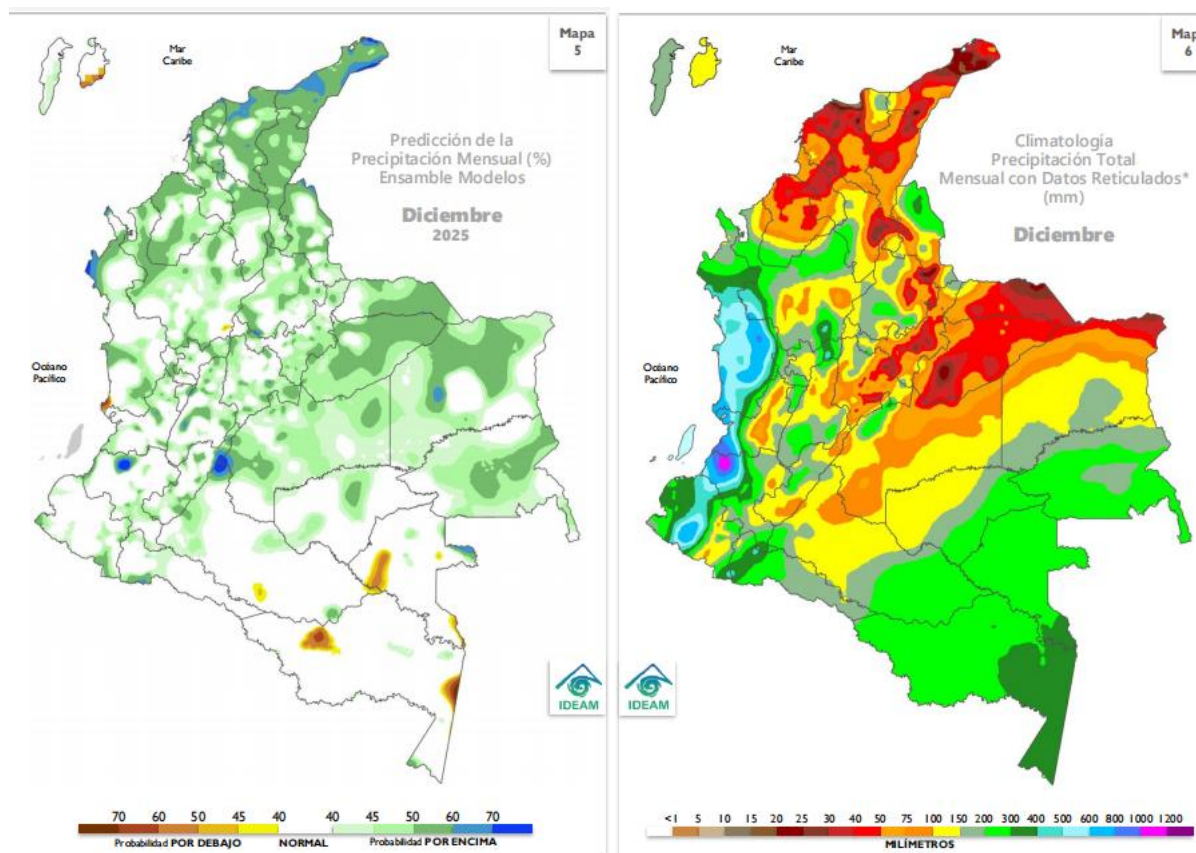 Mapa
5
Mar
Caribe
Predicción de la
Precipitación Mensual (%)
Ensamble Modelos
Diciembre
2025
Océano
Pacífico
IDEAM
70 60 50 45 40 40 45 50 60 70
Probabilidad POR DEBAJO NORMAL Probabilidad POR ENCIMA
Mapa
6
Mar
Caribe
Climatología
Precipitación Total
Mensual con Datos Reticulados*
(mm)
Diciembre
Océano
Pacífico
IDEAM
<1 5 10 15 20 25 30 40 50 75 100 150 200 300 400 500 600 800 1000 1200
MILÍMETROS